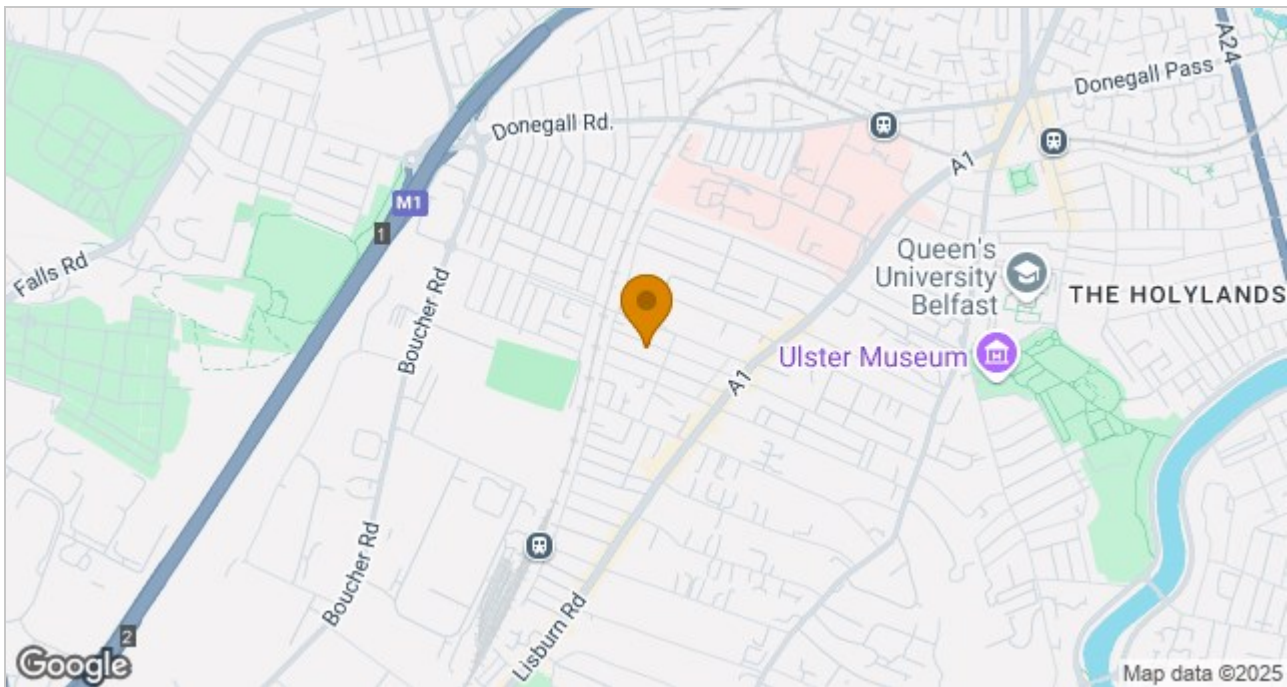 A24
Donegall Pass
Donegall Rd.
A1
M1
1
Falls Rd
Boucher Rd
Queen's
University
Belfast
THE HOLYLANDS
Ulster Museum
A1
Boucher Rd
Lisburn Rd
2
Google
Map data ©2025